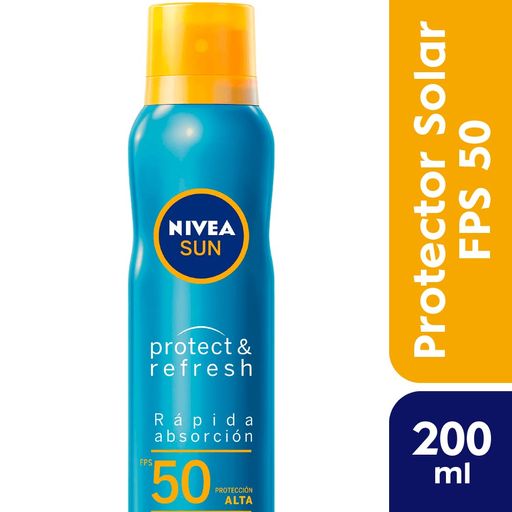 NIVEA
SUN
protect &
refresh
Rápida
absorción
FPS
50
PROTECCIÓN
ALTA
Protector Solar
FPS 50
200
ml